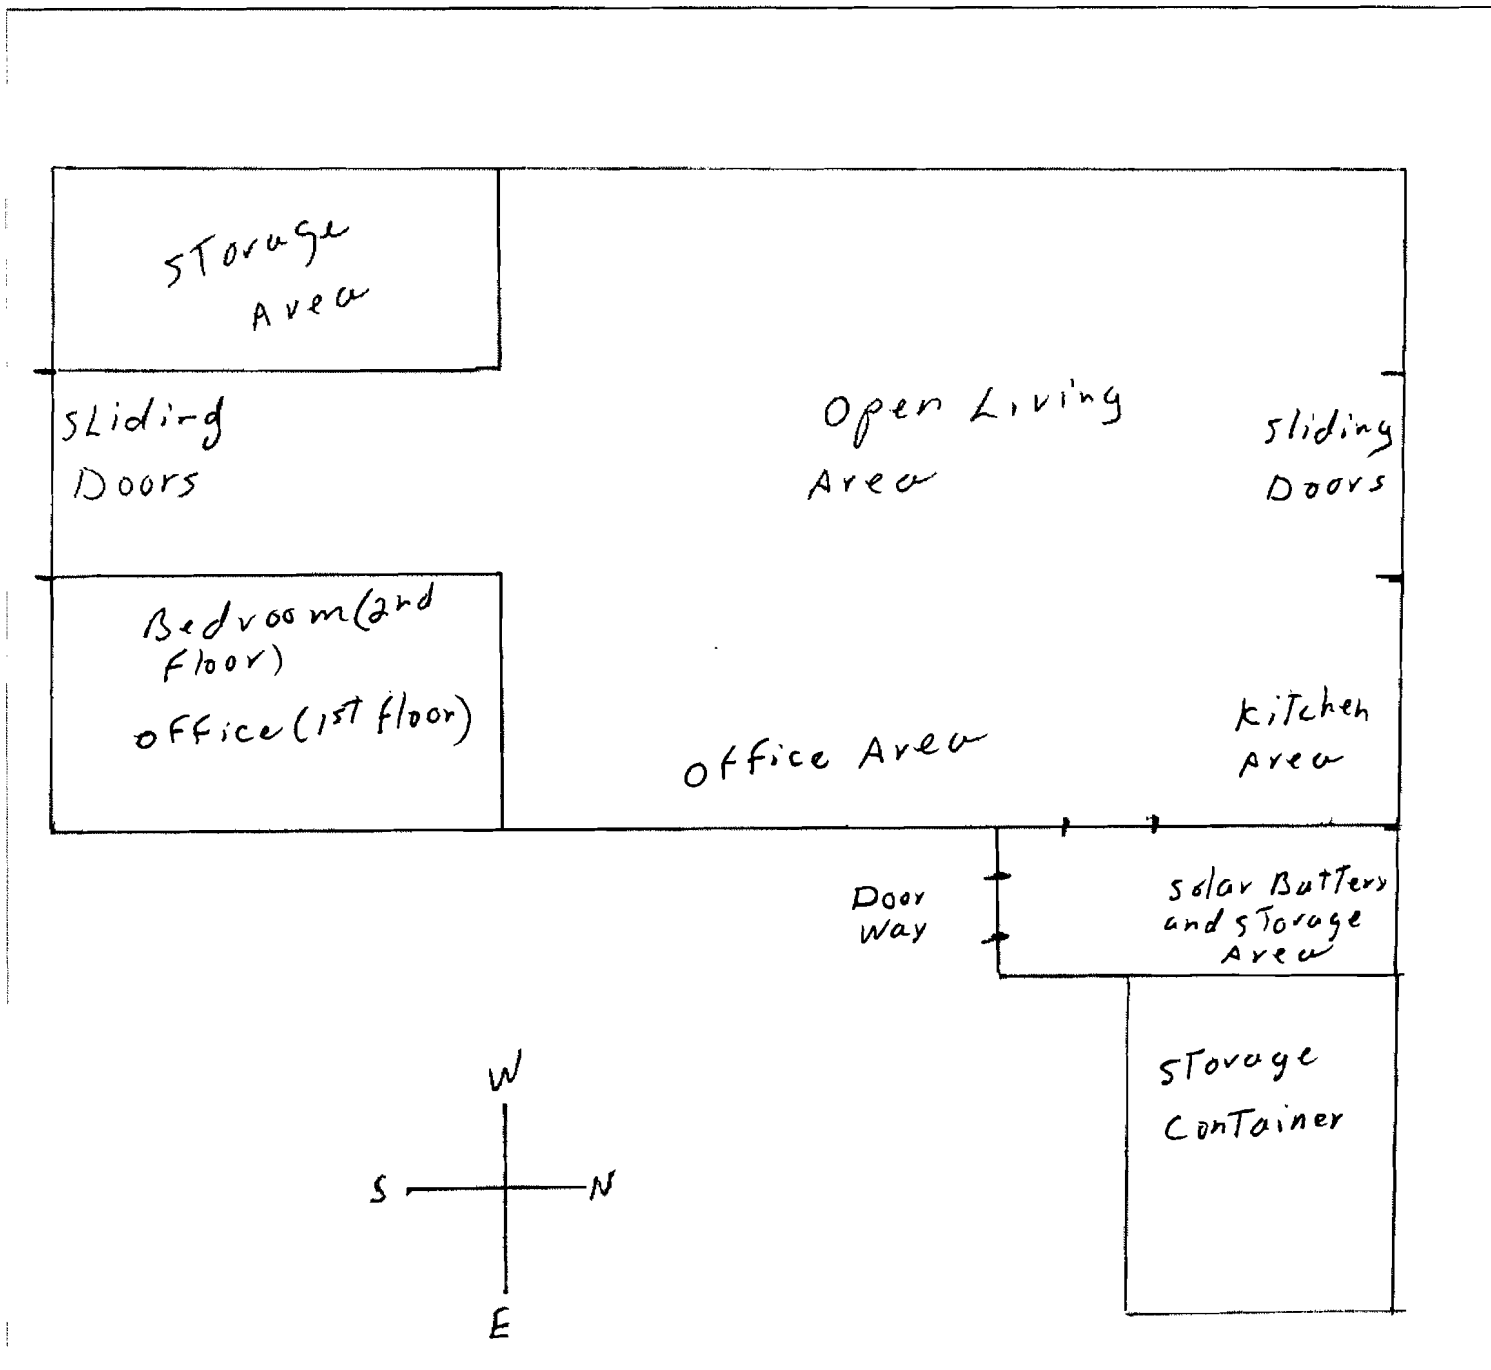 Storage
Area
Sliding
Doors
Open Living
Area
Sliding
Doors
Bedroom (2nd
Floor)
Office (1st floor)
Office Area
Kitchen
Area
Door
Way
Solar Battery
and Storage
Area
Storage
Container
W
S
N
E